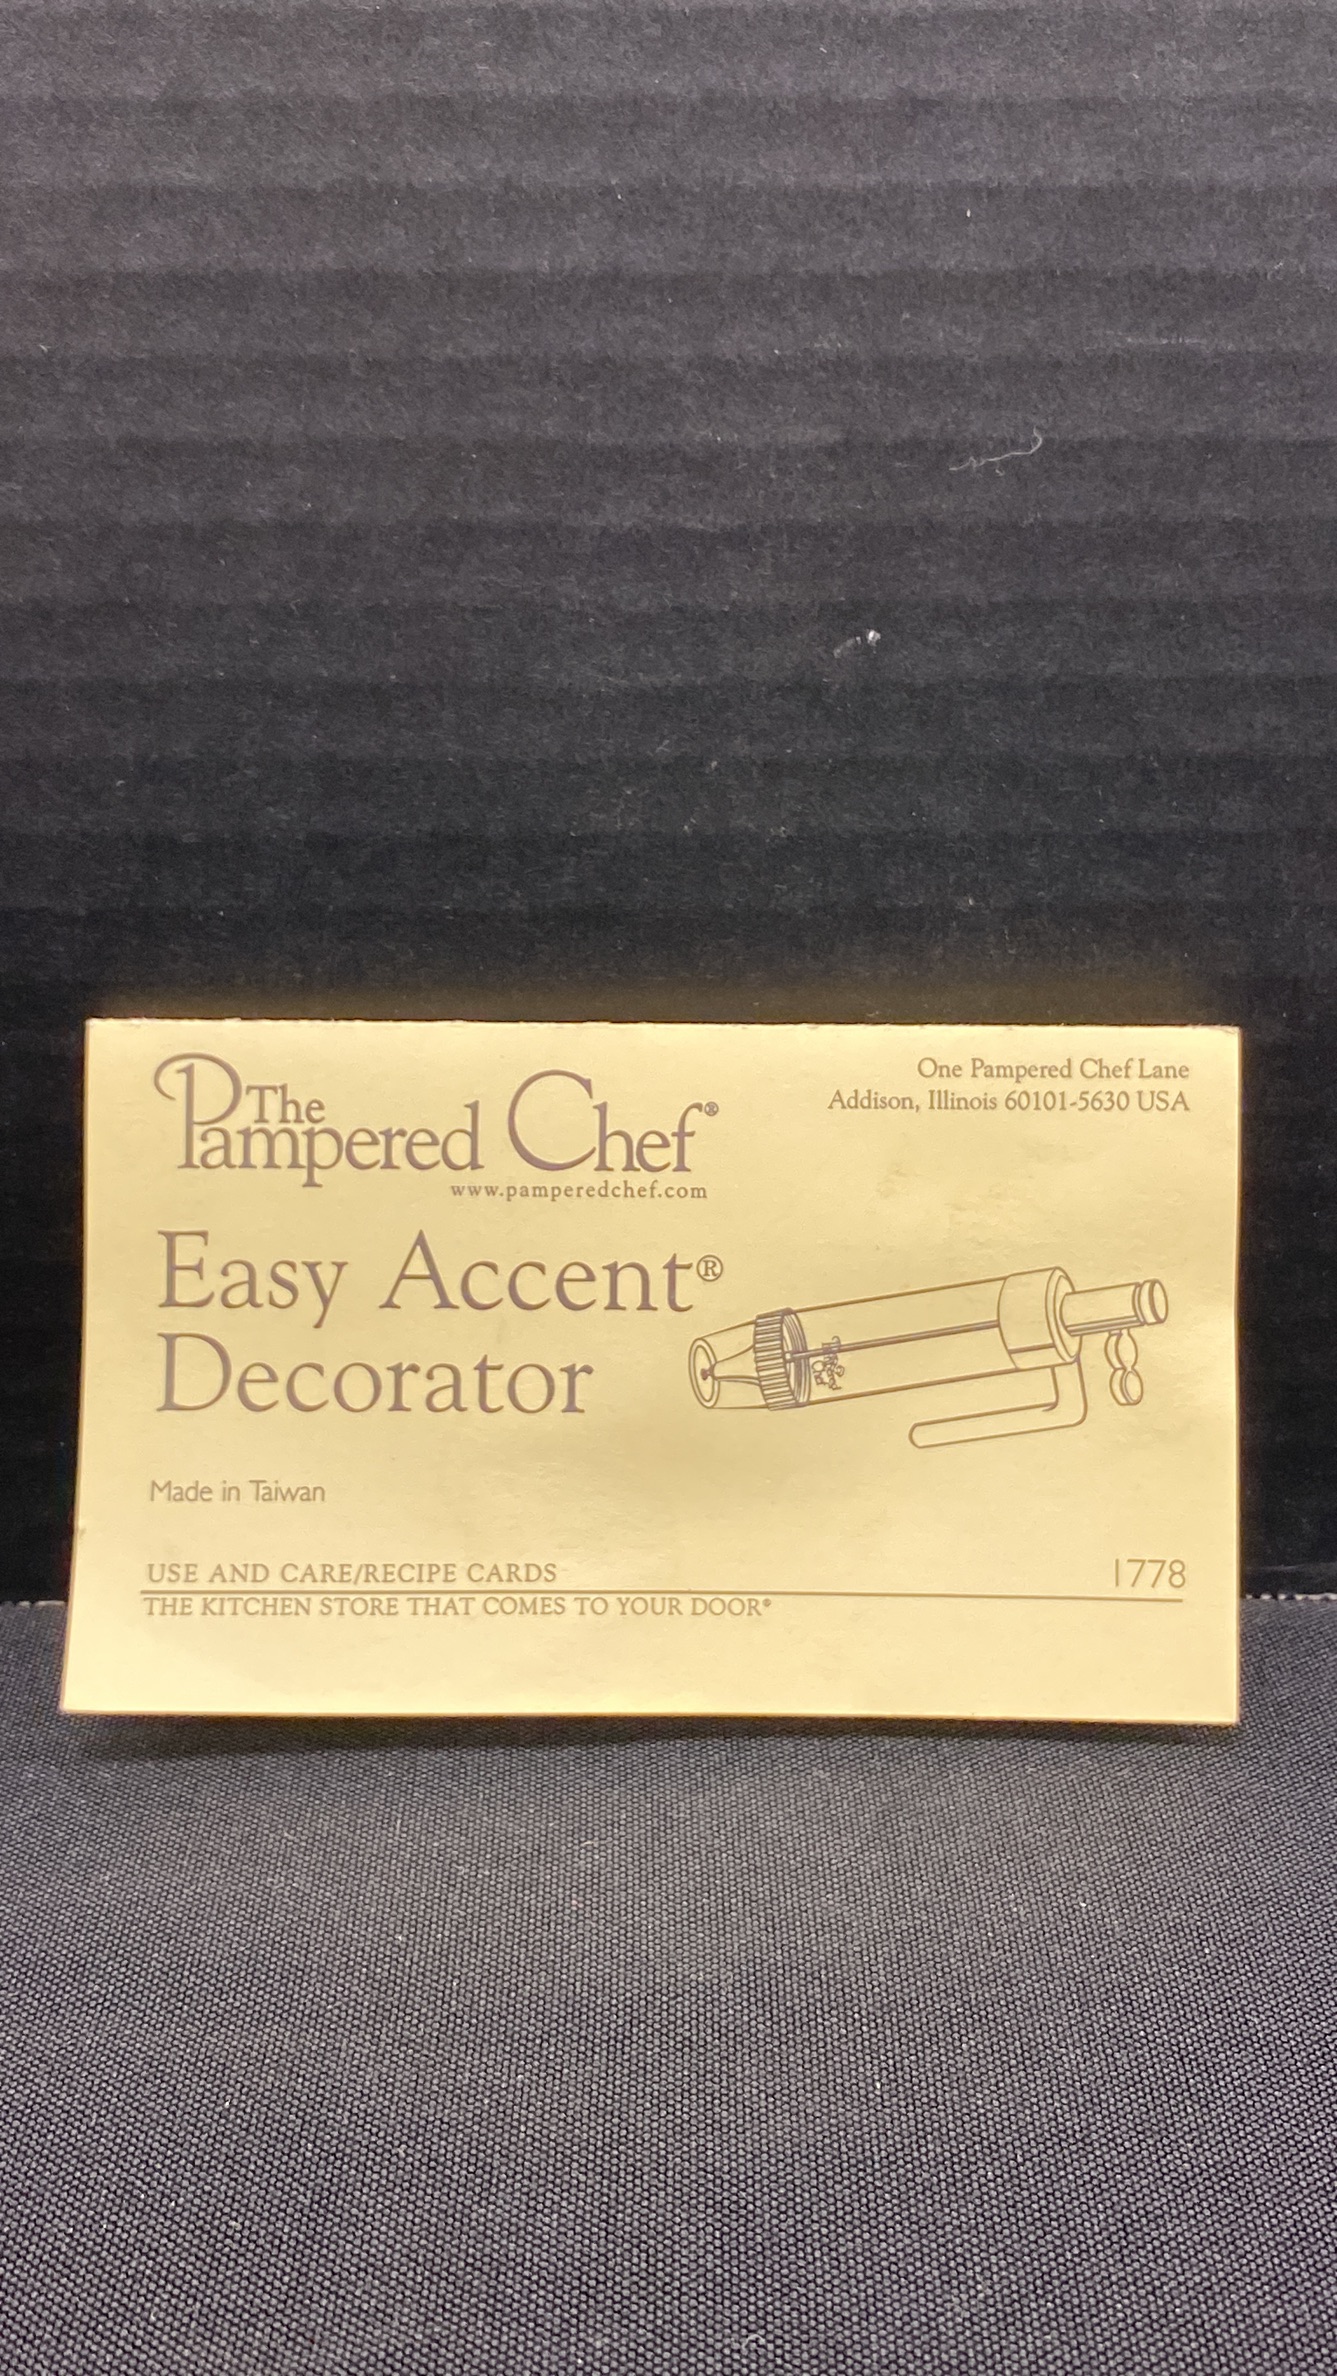 The
Pampered Chef®
www.pamperedchef.com
One Pampered Chef Lane
Addison, Illinois 60101-5630 USA
Easy Accent®
Decorator
Made in Taiwan
USE AND CARE/RECIPE CARDS
1778
THE KITCHEN STORE THAT COMES TO YOUR DOOR®